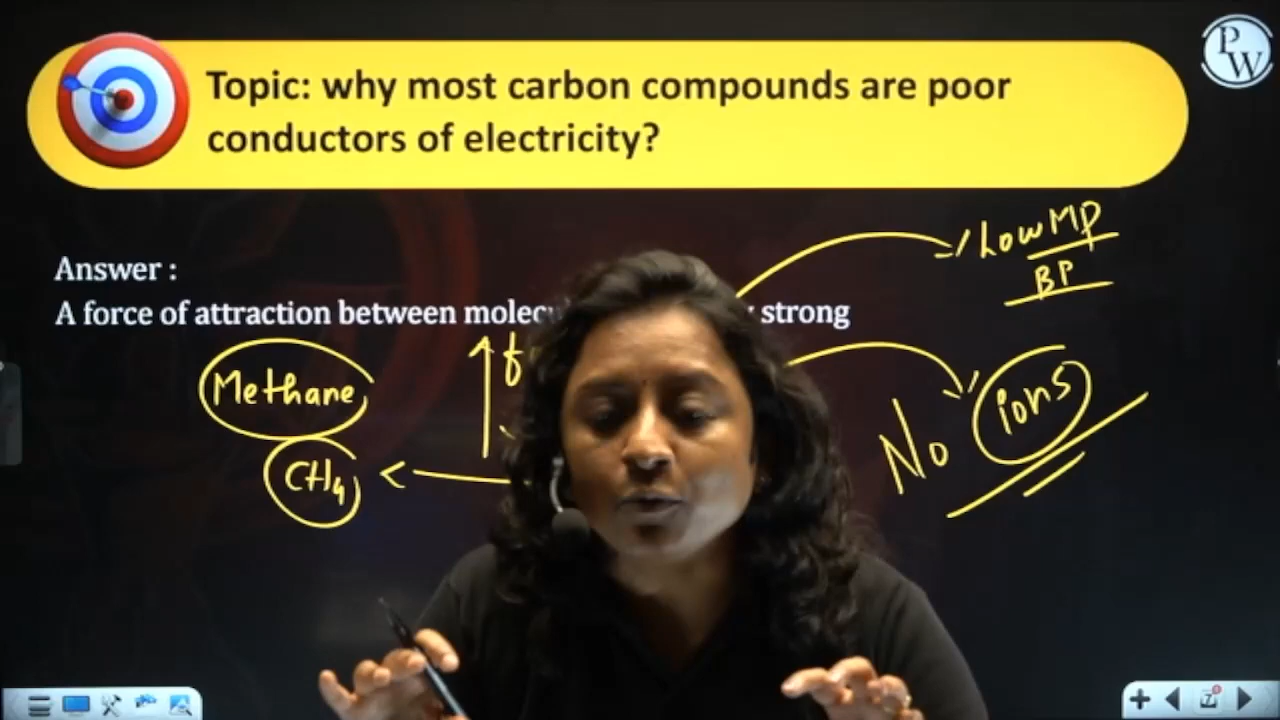 PW
Topic: why most carbon compounds are poor
conductors of electricity?
Low MP
BP
Answer :
A force of attraction between molecu strong
Methane
No ions
CH4